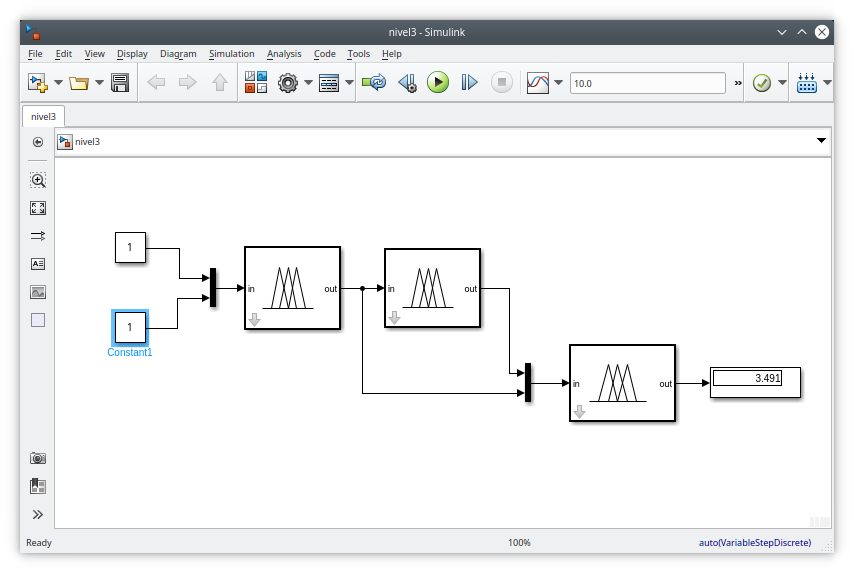 nivel3 - Simulink
File Edit View Display Diagram Simulation Analysis Code Tools Help
10.0 »
nivel3
nivel3
1
in out
in out
1
Constant1
in out
3.491
Ready 100% auto(VariableStepDiscrete)